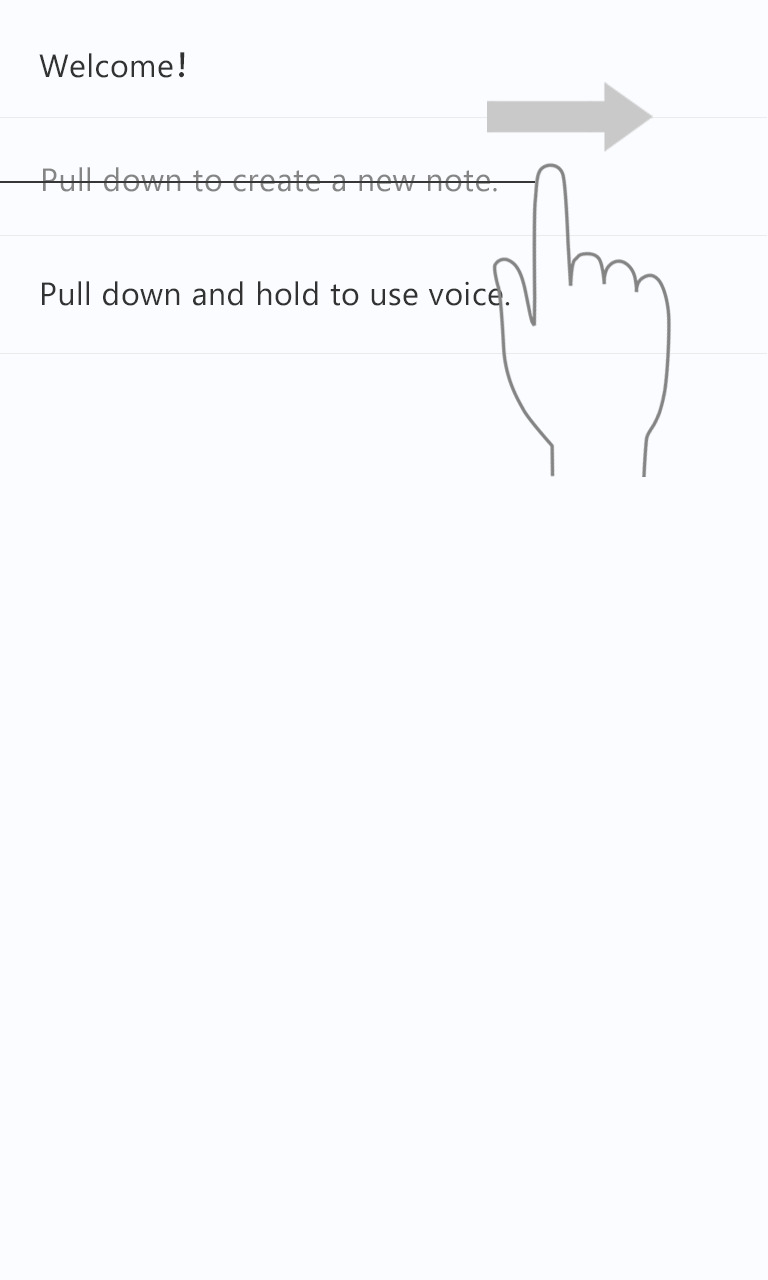 Welcome!
Pull down to create a new note.
Pull down and hold to use voice.